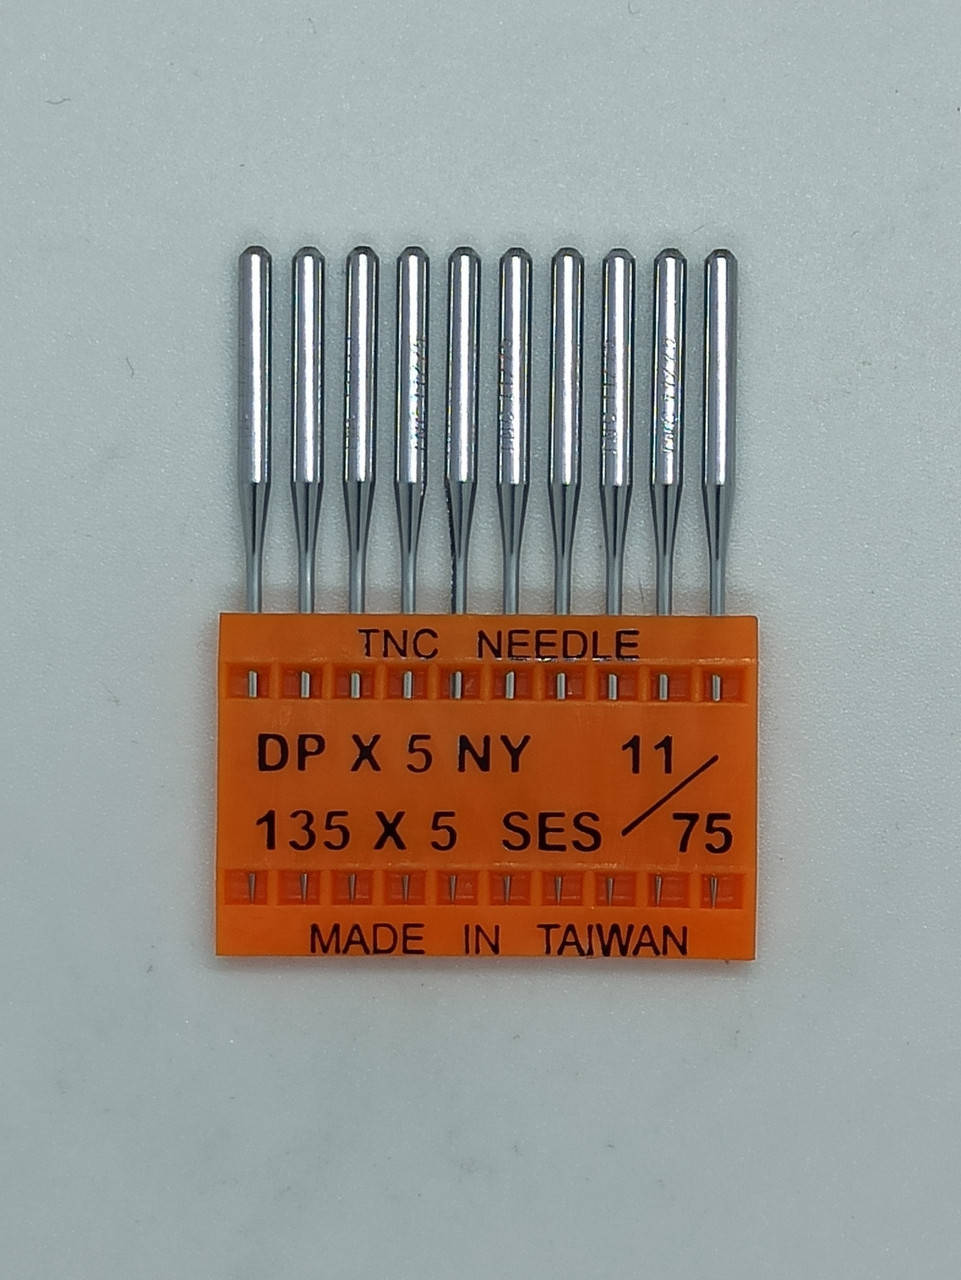 TNC NEEDLE
DP X 5 NY 11/
135 X 5 SES 75
MADE IN TAIWAN